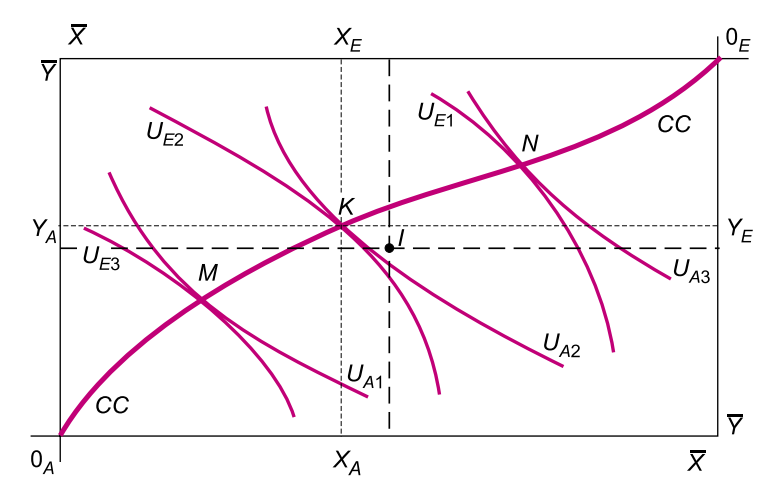 X̅ X_E 0_E
Y̅
U_E1 CC
U_E2 N
K
Y_A I Y_E
U_E3 M U_A3
U_A2
U_A1
CC Y̅
0_A X_A X̅